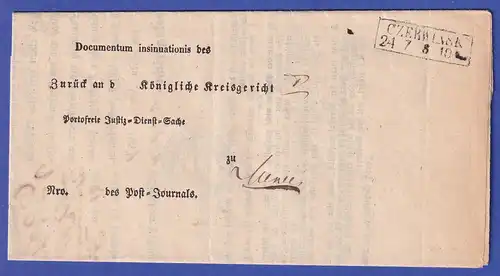 Documentum insinuationis des
CZERWINSK
24 7 8 10
Zurück an d Königliche Kreisgericht
Portofreie Justiz-Dienst-Sache
zu
Mewe
Nro. des Post-Journals.